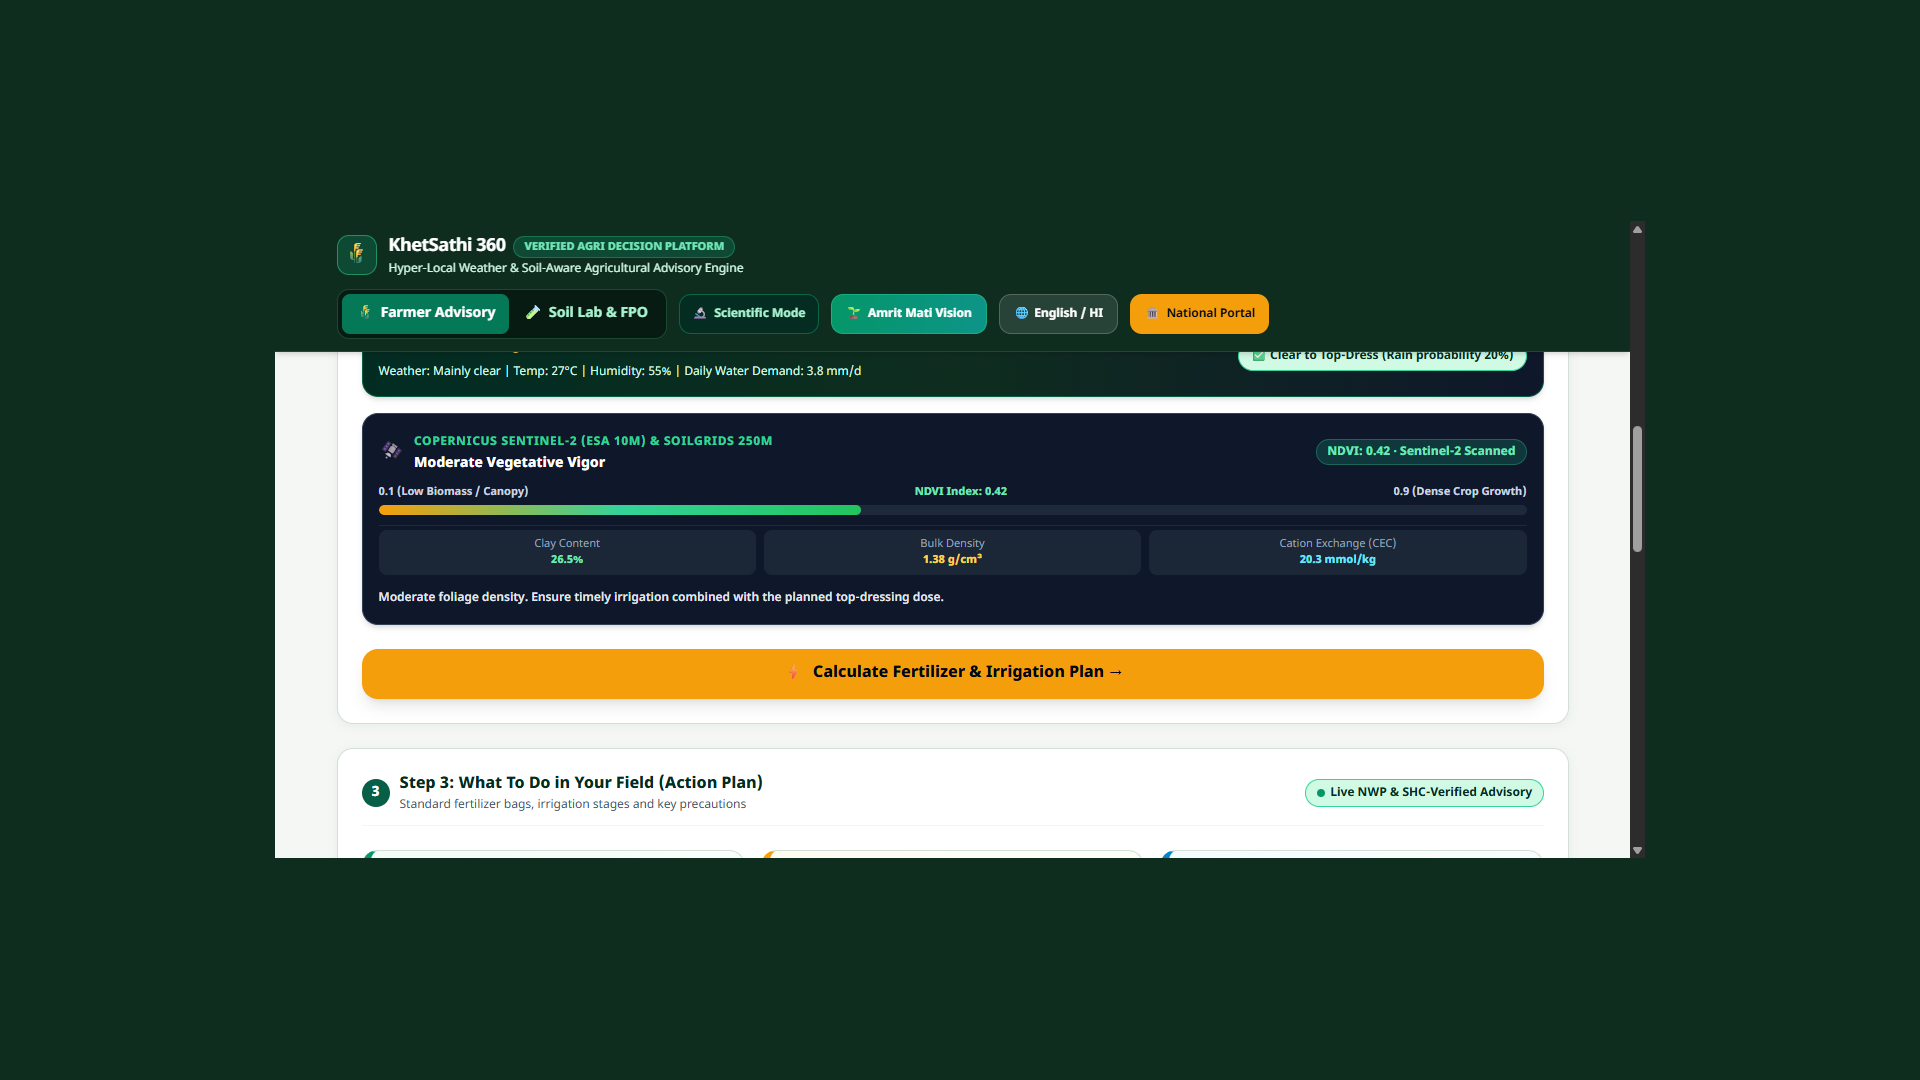 KhetSathi 360
VERIFIED AGRI DECISION PLATFORM
Hyper-Local Weather & Soil-Aware Agricultural Advisory Engine
Farmer Advisory
Soil Lab & FPO
Scientific Mode
Amrit Mati Vision
English / HI
National Portal
Clear to Top-Dress (Rain probability 20%)
Weather: Mainly clear | Temp: 27°C | Humidity: 55% | Daily Water Demand: 3.8 mm/d
COPERNICUS SENTINEL-2 (ESA 10M) & SOILGRIDS 250M
Moderate Vegetative Vigor
NDVI: 0.42 · Sentinel-2 Scanned
0.1 (Low Biomass / Canopy)
NDVI Index: 0.42
0.9 (Dense Crop Growth)
Clay Content
26.5%
Bulk Density
1.38 g/cm³
Cation Exchange (CEC)
20.3 mmol/kg
Moderate foliage density. Ensure timely irrigation combined with the planned top-dressing dose.
Calculate Fertilizer & Irrigation Plan →
3
Step 3: What To Do in Your Field (Action Plan)
Standard fertilizer bags, irrigation stages and key precautions
Live NWP & SHC-Verified Advisory